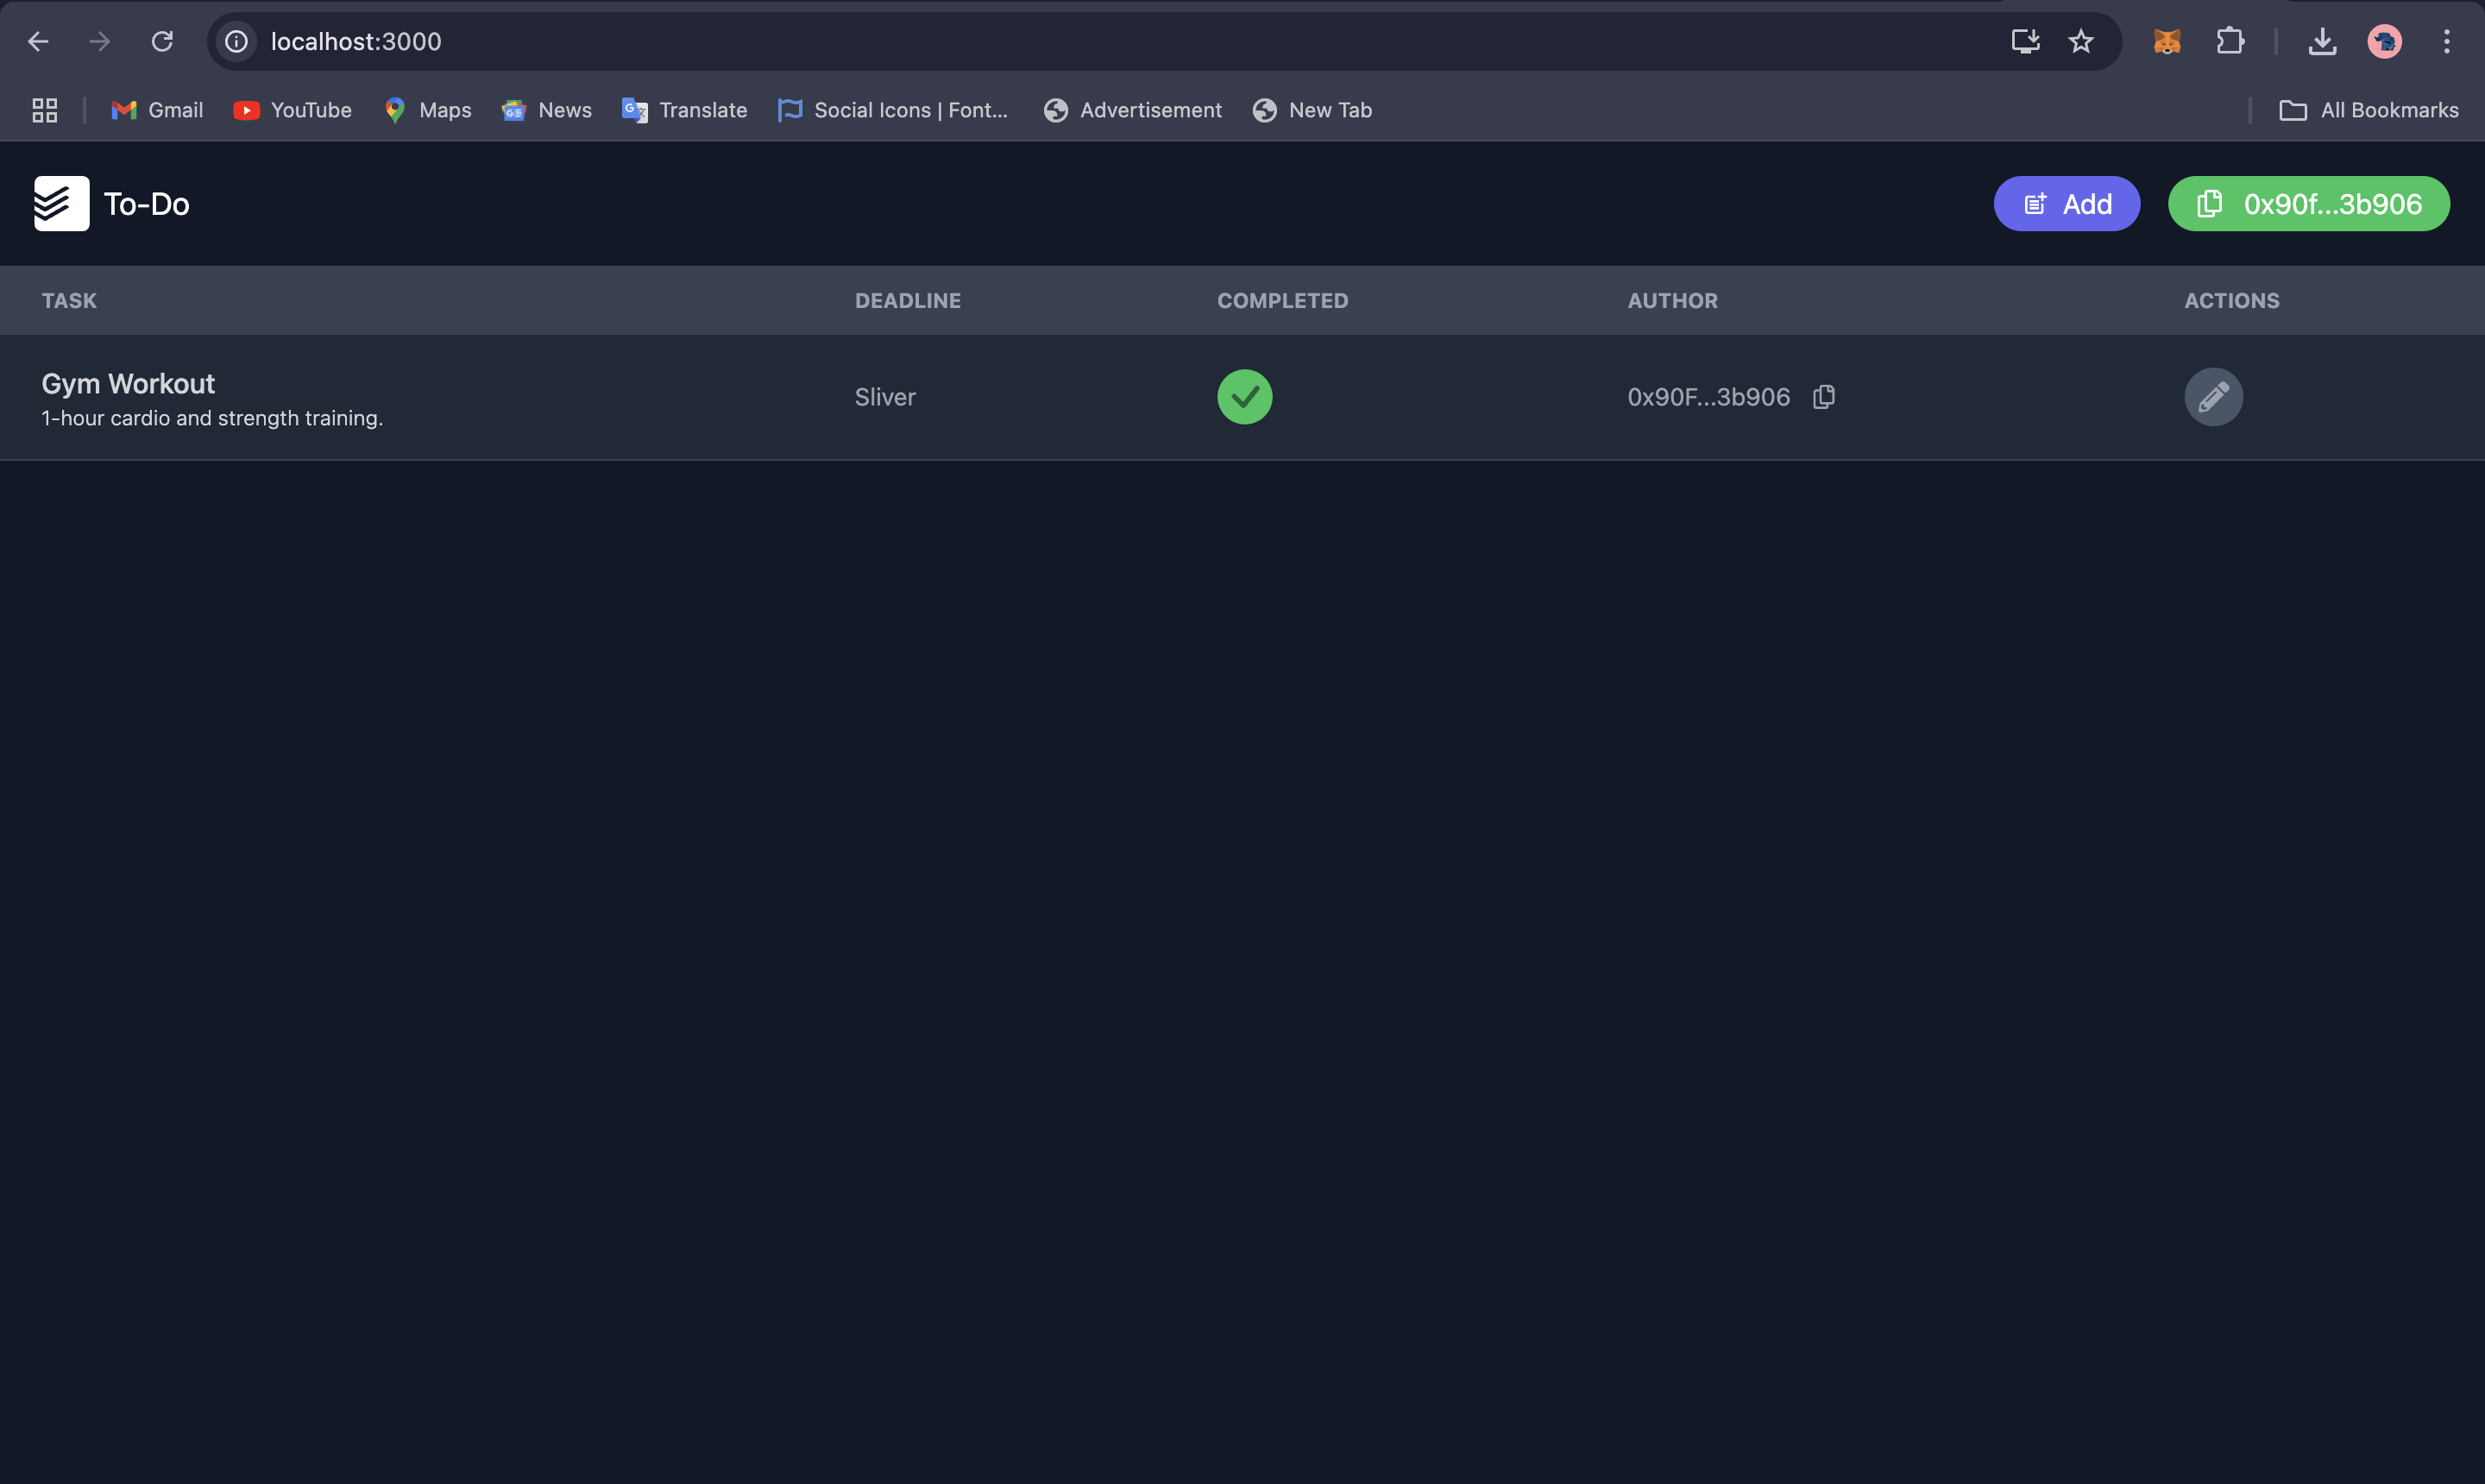 localhost:3000
Gmail YouTube Maps News Translate Social Icons | Font... Advertisement New Tab All Bookmarks
To-Do Add 0x90f...3b906
TASK DEADLINE COMPLETED AUTHOR ACTIONS
Gym Workout
1-hour cardio and strength training.
Sliver 0x90F...3b906